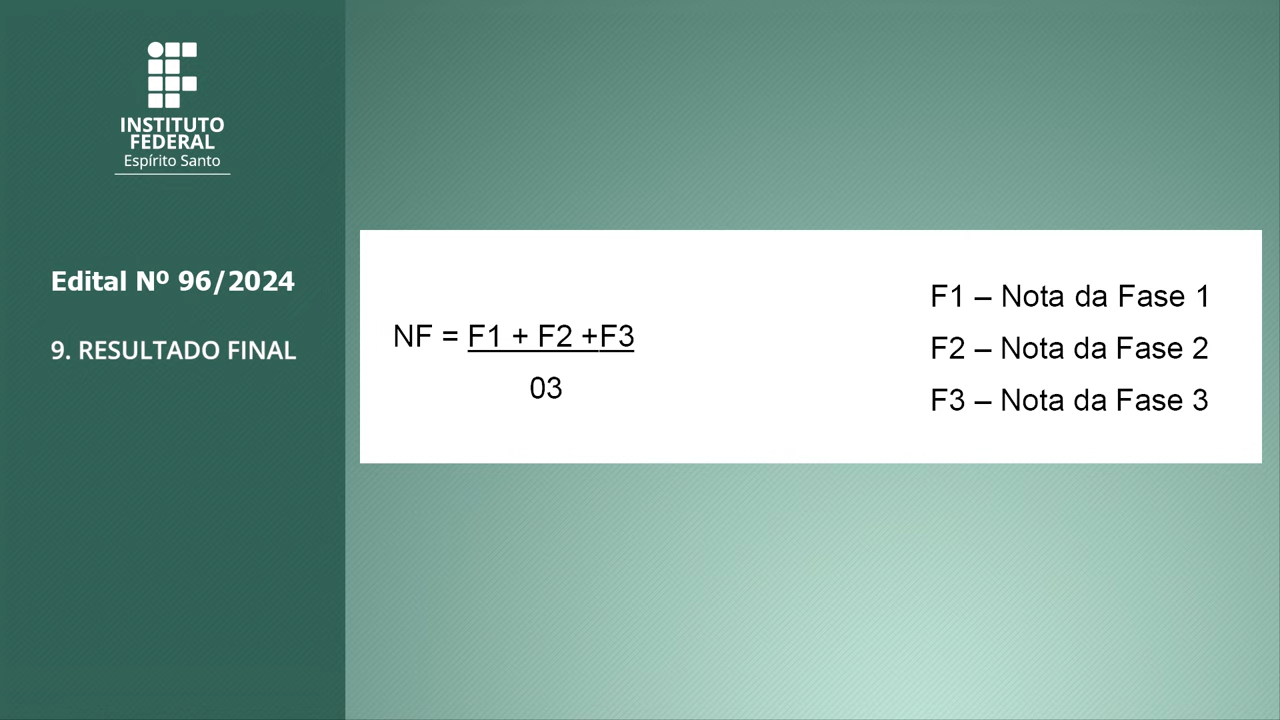 INSTITUTO
FEDERAL
Espírito Santo
Edital Nº 96/2024
9. RESULTADO FINAL
NF = F1 + F2 +F3
03
F1 – Nota da Fase 1
F2 – Nota da Fase 2
F3 – Nota da Fase 3